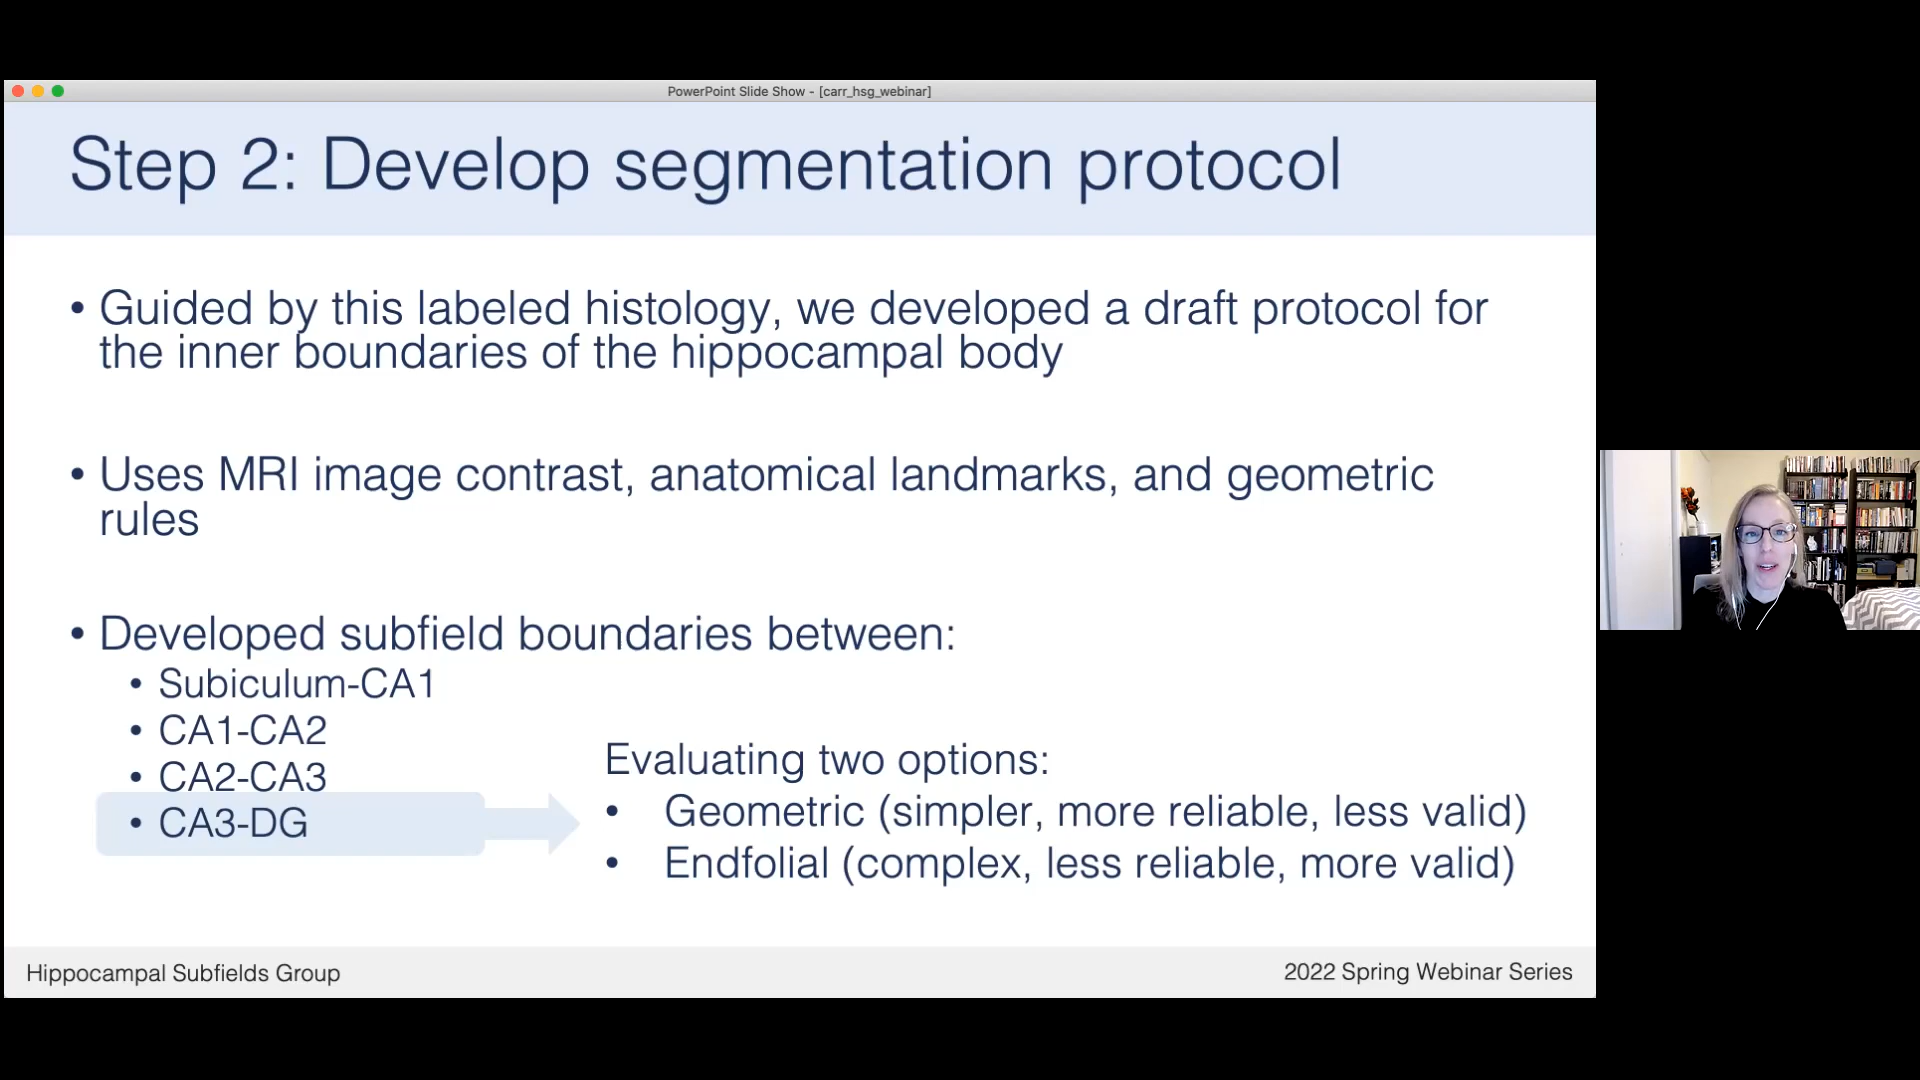 PowerPoint Slide Show - [carr_hsg_webinar]
Step 2: Develop segmentation protocol
• Guided by this labeled histology, we developed a draft protocol for
the inner boundaries of the hippocampal body
• Uses MRI image contrast, anatomical landmarks, and geometric
rules
• Developed subfield boundaries between:
• Subiculum-CA1
• CA1-CA2
• CA2-CA3
• CA3-DG
Evaluating two options:
• Geometric (simpler, more reliable, less valid)
• Endfolial (complex, less reliable, more valid)
Hippocampal Subfields Group
2022 Spring Webinar Series